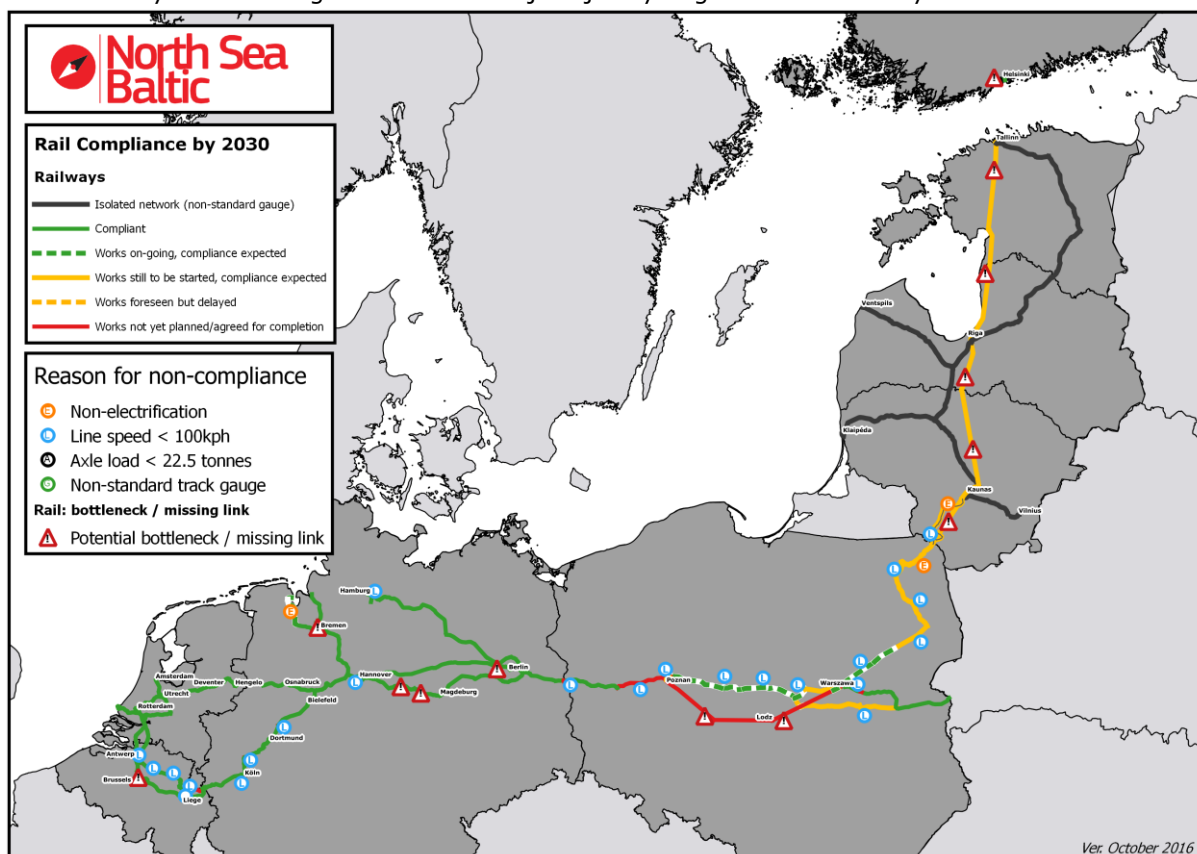 North Sea
Baltic
Rail Compliance by 2030
Railways
Isolated network (non-standard gauge)
Compliant
Works on-going, compliance expected
Works still to be started, compliance expected
Works foreseen but delayed
Works not yet planned/agreed for completion
Reason for non-compliance
E Non-electrification
L Line speed < 100kph
A Axle load < 22.5 tonnes
Non-standard track gauge
Rail: bottleneck / missing link
! Potential bottleneck / missing link
Helsinki
Tallinn
Ventspils
Riga
Klaipėda
Kaunas
Vilnius
Hamburg
Bremen
Berlin
Amsterdam
Deventer
Hengelo
Osnabruck
Hannover
Utrecht
Magdeburg
Poznan
Warszawa
Rotterdam
Bielefeld
Lodz
Dortmund
Antwerp
Köln
Brussels
Liege
Ver. October 2016